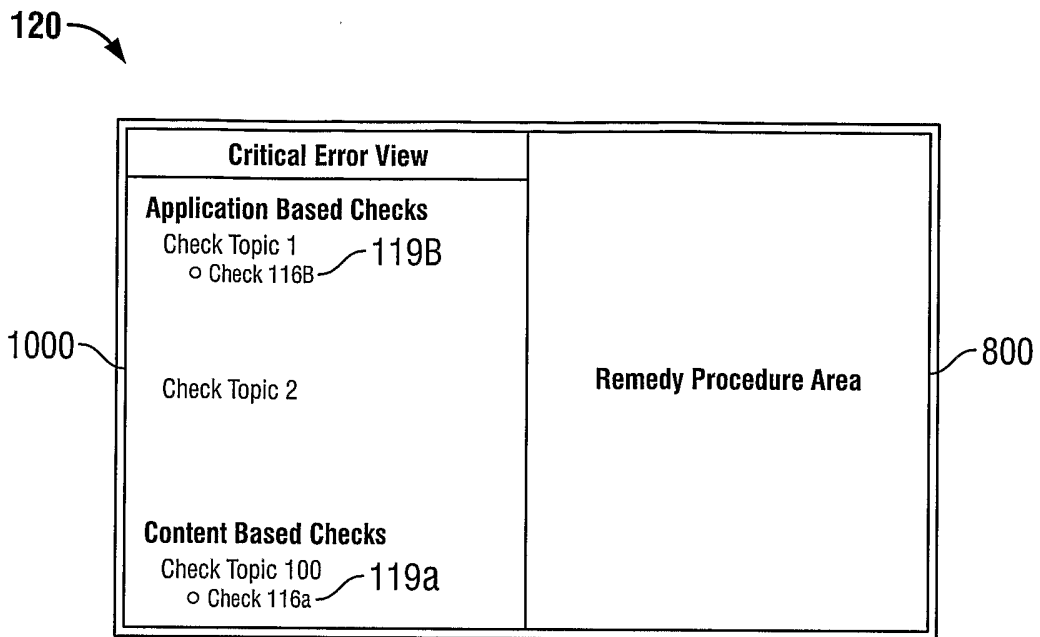 120
Critical Error View
Application Based Checks
Check Topic 1
119B
Check 116B
1000
Check Topic 2
Remedy Procedure Area
800
Content Based Checks
Check Topic 100
119a
Check 116a